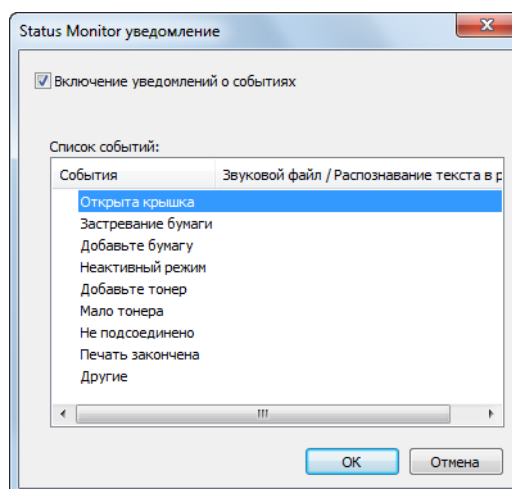 Status Monitor уведомление
Включение уведомлений о событиях
Список событий:
События Звуковой файл / Распознавание текста в р
Открыта крышка
Застревание бумаги
Добавьте бумагу
Неактивный режим
Добавьте тонер
Мало тонера
Не подсоединено
Печать закончена
Другие
OK Отмена